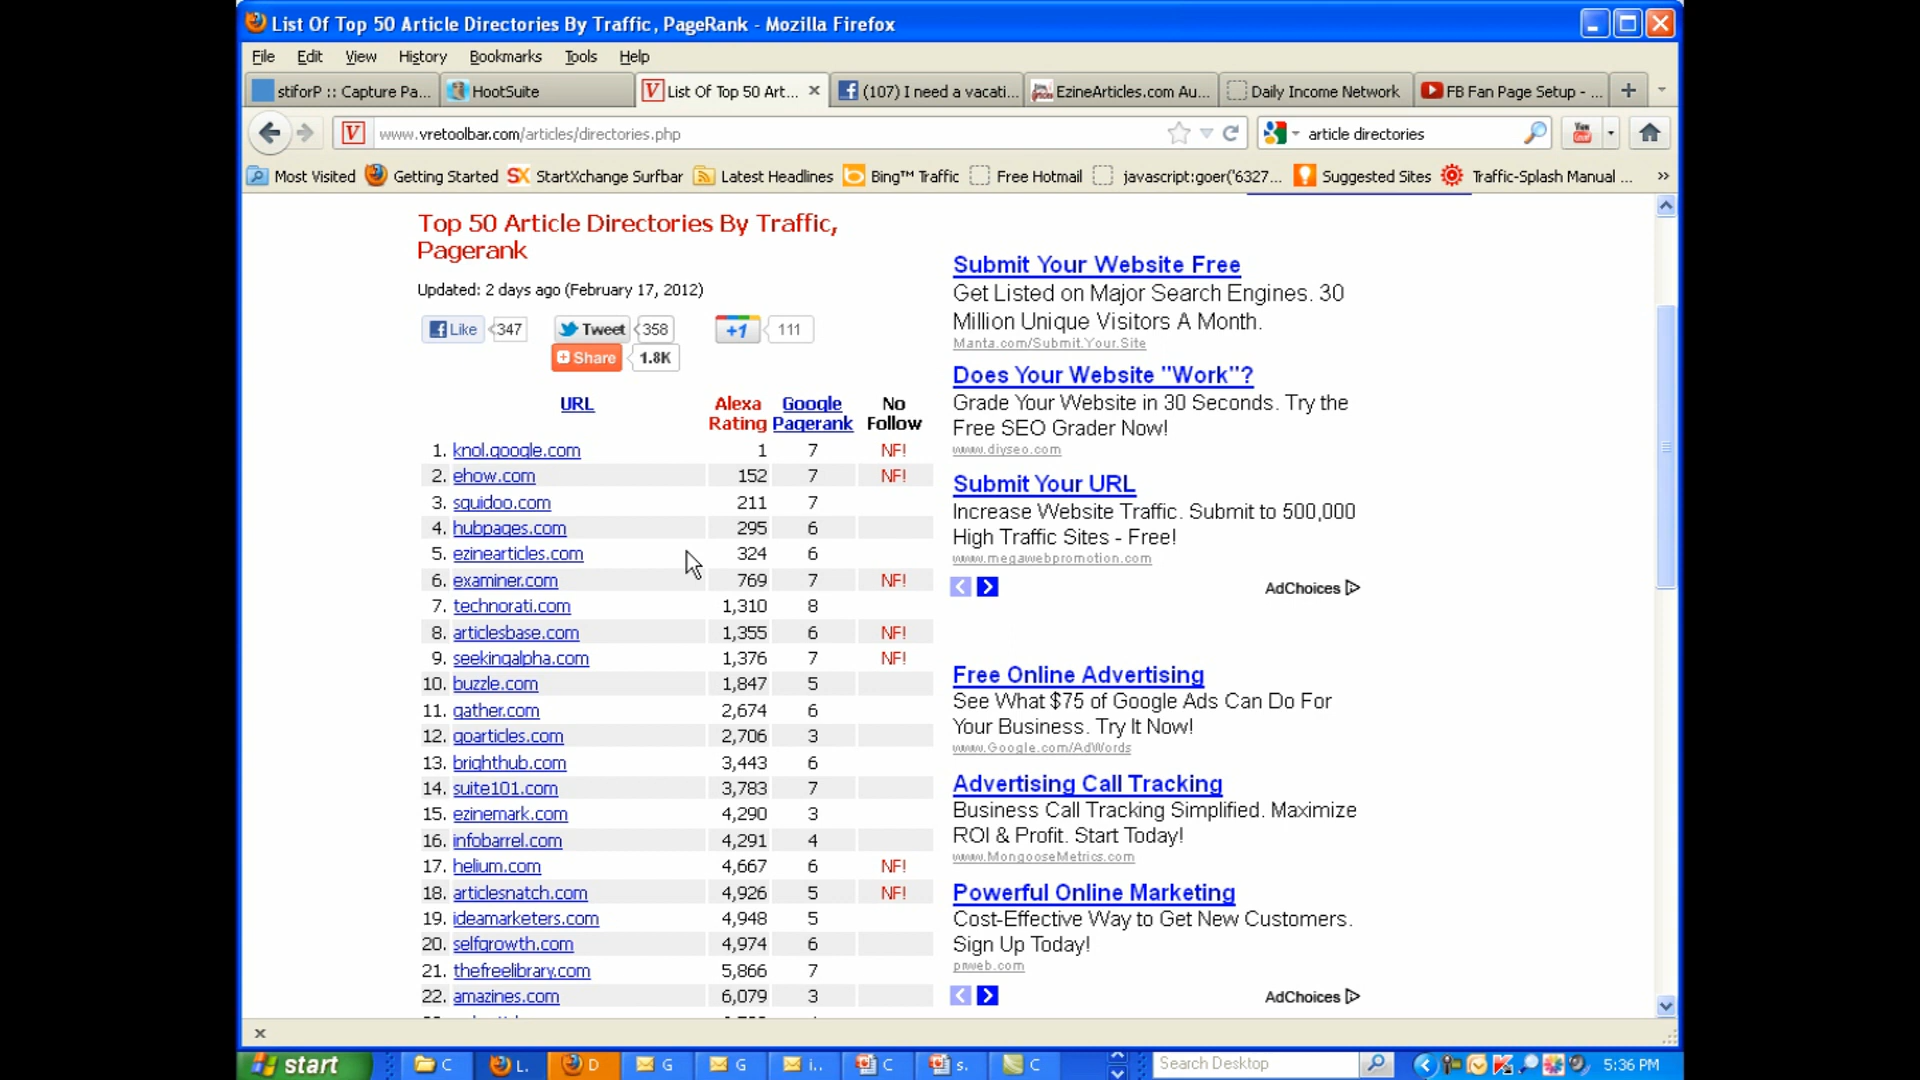 List Of Top 50 Article Directories By Traffic, PageRank - Mozilla Firefox
File Edit View History Bookmarks Tools Help
stiforP :: Capture Pa... HootSuite List Of Top 50 Art... (107) I need a vacati... EzineArticles.com Au... Daily Income Network FB Fan Page Setup - ...
www.vretoolbar.com/articles/directories.php article directories
Most Visited Getting Started SX StartXchange Surfbar Latest Headlines Bing™ Traffic Free Hotmail javascript:goer('6327... Suggested Sites Traffic-Splash Manual ... »
Top 50 Article Directories By Traffic,
Pagerank
Updated: 2 days ago (February 17, 2012)
Like 347 Tweet 358 +1 111
Share 1.8K
URL Alexa Rating Google Pagerank No Follow
1. knol.google.com 1 7 NF!
2. ehow.com 152 7 NF!
3. squidoo.com 211 7
4. hubpages.com 295 6
5. ezinearticles.com 324 6
6. examiner.com 769 7 NF!
7. technorati.com 1,310 8
8. articlesbase.com 1,355 6 NF!
9. seekingalpha.com 1,376 7 NF!
10. buzzle.com 1,847 5
11. gather.com 2,674 6
12. goarticles.com 2,706 3
13. brighthub.com 3,443 6
14. suite101.com 3,783 7
15. ezinemark.com 4,290 3
16. infobarrel.com 4,291 4
17. helium.com 4,667 6 NF!
18. articlesnatch.com 4,926 5 NF!
19. ideamarketers.com 4,948 5
20. selfgrowth.com 4,974 6
21. thefreelibrary.com 5,866 7
22. amazines.com 6,079 3
Submit Your Website Free
Get Listed on Major Search Engines. 30
Million Unique Visitors A Month.
Manta.com/Submit.Your.Site
Does Your Website "Work"?
Grade Your Website in 30 Seconds. Try the
Free SEO Grader Now!
www.diyseo.com
Submit Your URL
Increase Website Traffic. Submit to 500,000
High Traffic Sites - Free!
www.megawebpromotion.com
AdChoices
Free Online Advertising
See What $75 of Google Ads Can Do For
Your Business. Try It Now!
www.Google.com/AdWords
Advertising Call Tracking
Business Call Tracking Simplified. Maximize
ROI & Profit. Start Today!
www.MongooseMetrics.com
Powerful Online Marketing
Cost-Effective Way to Get New Customers.
Sign Up Today!
prweb.com
AdChoices
start C L. D G G i.. C s. C Search Desktop 5:36 PM